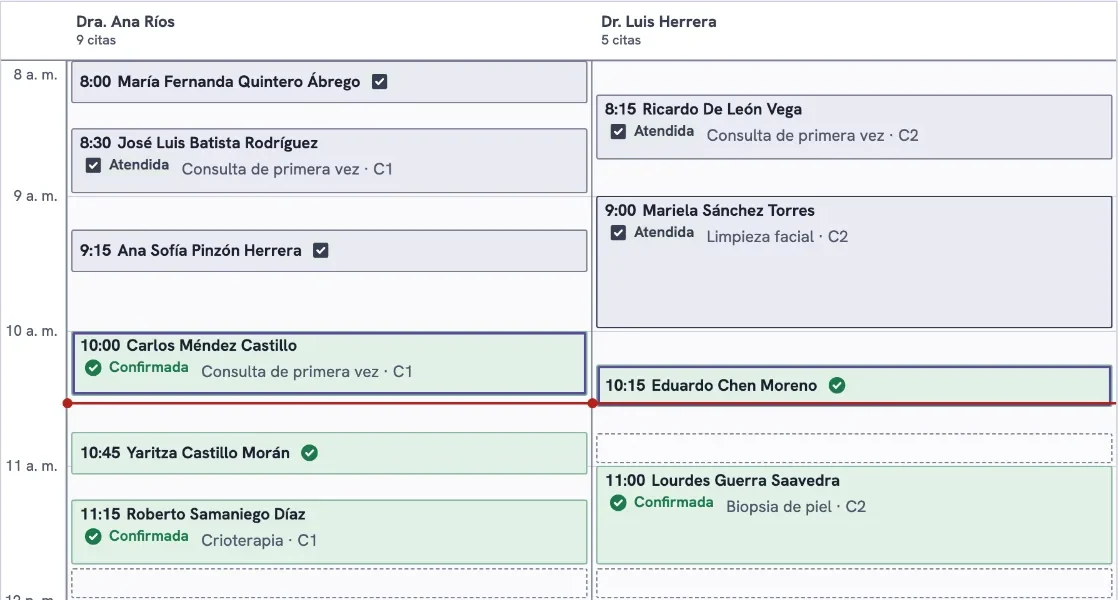 Dra. Ana Ríos
9 citas
Dr. Luis Herrera
5 citas
8 a. m.
8:00 María Fernanda Quintero Ábrego
8:15 Ricardo De León Vega
Atendida Consulta de primera vez · C2
8:30 José Luis Batista Rodríguez
Atendida Consulta de primera vez · C1
9 a. m.
9:00 Mariela Sánchez Torres
Atendida Limpieza facial · C2
9:15 Ana Sofía Pinzón Herrera
10 a. m.
10:00 Carlos Méndez Castillo
Confirmada Consulta de primera vez · C1
10:15 Eduardo Chen Moreno
10:45 Yaritza Castillo Morán
11 a. m.
11:00 Lourdes Guerra Saavedra
Confirmada Biopsia de piel · C2
11:15 Roberto Samaniego Díaz
Confirmada Crioterapia · C1